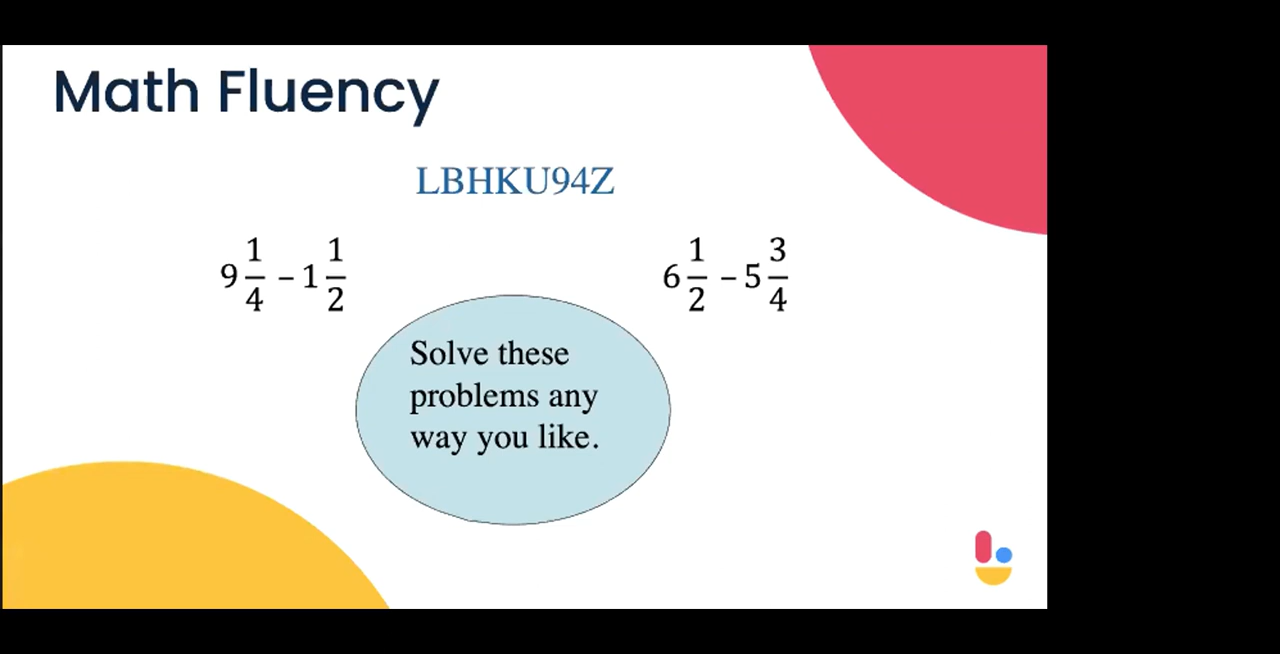 Math Fluency
LBHKU94Z
9 1/4 – 1 1/2
6 1/2 – 5 3/4
Solve these
problems any
way you like.